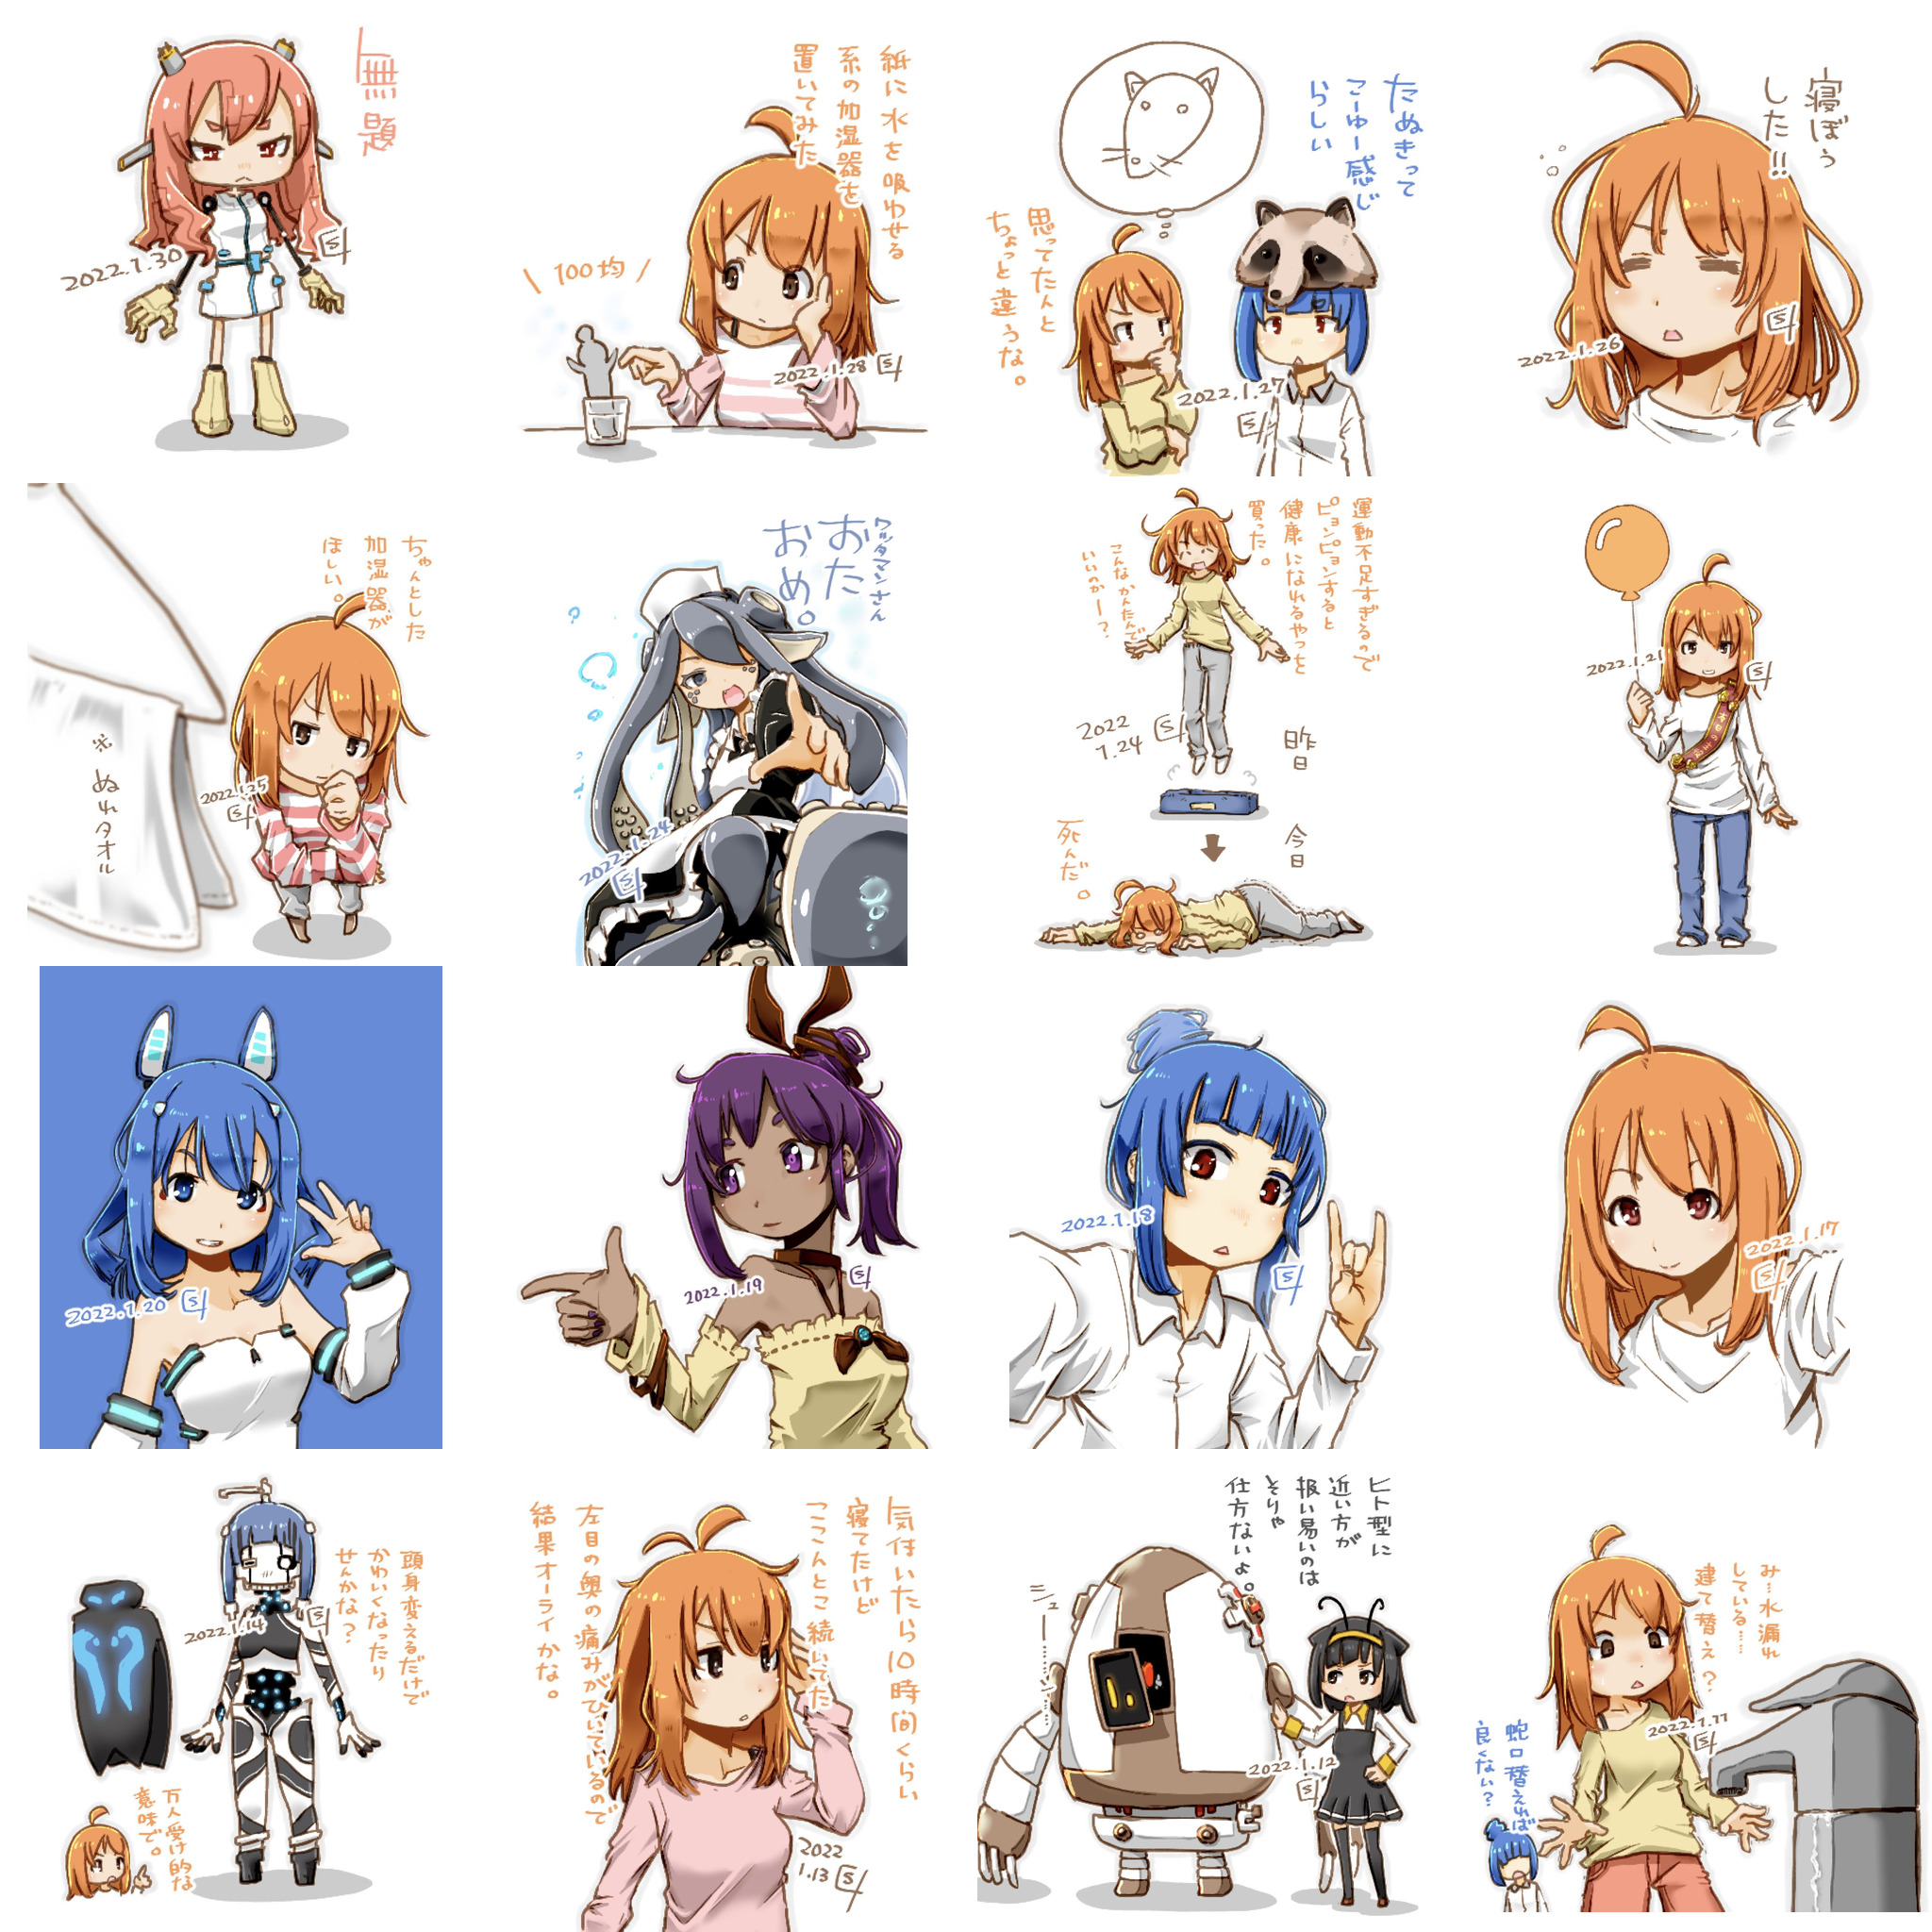 無題
2022.1.30
紙に水を吸わせる
系の加湿器を
置いてみた
100均
2022.1.28
たぬきって
こーゆー感じ
らしい
思ってたんと
ちょっと違うな。
2022.1.27
寝ぼう
した!!
2022.1.26
ちゃんとした
加湿器が
ほしい。
※ぬれタオル
2022.1.25
ワッタマンさん
おた
おめ。
2022.1.24
運動不足すぎるので
ピョンピョンすると
健康になれるやつを
買った。
こんなかんたんで
いいのかー?
2022
1.24
昨日
今日
死んだ。
2022.1.21
2022.1.20
2022.1.19
2022.1.18
2022.1.17
頭身変えるだけで
かわいくなったり
せんかな?
2022.1.14
万人受け的な
意味で。
気付いたら10時間くらい
寝てたけど
ここんとこ続いてた
左目の奥の痛みがひいているので
結果オーライかな。
2022
1.13
ヒト型に
近い方が
扱い易いのは
そりゃ
仕方ないよ。
ミュー……ン……
2022.1.12
み…水漏れ
している……
建て替え?
2022.1.11
蛇口替えれば
良くない?